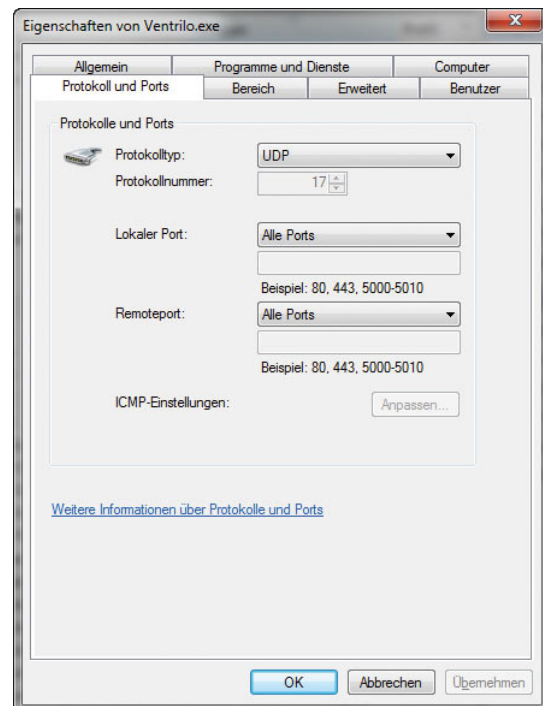 Eigenschaften von Ventrilo.exe
Allgemein
Programme und Dienste
Computer
Protokoll und Ports
Bereich
Erweitert
Benutzer
Protokolle und Ports
Protokolltyp:
UDP
Protokollnummer:
17
Lokaler Port:
Alle Ports
Beispiel: 80, 443, 5000-5010
Remoteport:
Alle Ports
Beispiel: 80, 443, 5000-5010
ICMP-Einstellungen:
Anpassen...
Weitere Informationen über Protokolle und Ports
OK
Abbrechen
Übernehmen